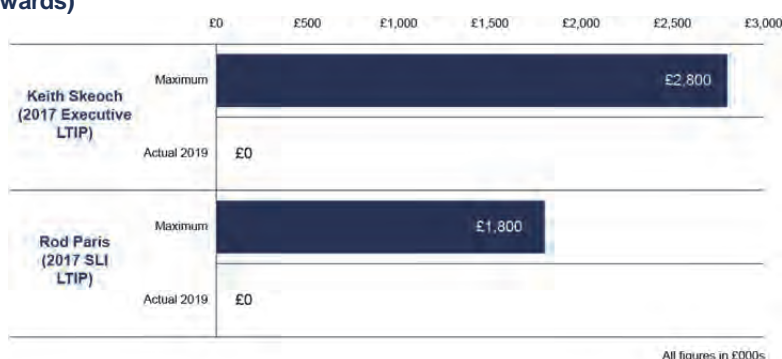 wards)
£0 £500 £1,000 £1,500 £2,000 £2,500 £3,000
Keith Skeoch
(2017 Executive
LTIP)
Maximum
£2,800
Actual 2019
£0
Rod Paris
(2017 SLI
LTIP)
Maximum
£1,800
Actual 2019
£0
All figures in £000s